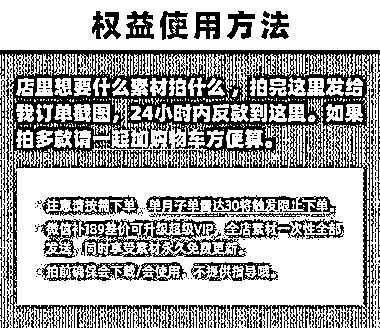 权益使用方法
店里想要什么素材拍什么，拍完这里发给
我订单截图，24小时内反款到这里。如果
拍多款请一起加购物车方便算。
注意请按需下单，单月子单量达30将触发限止下单。
微信补189差价可升级超级VIP，全店素材一次性全部
发送，同时享受素材永久免费更新。
拍前确保会下载/会使用，不提供指导哦。